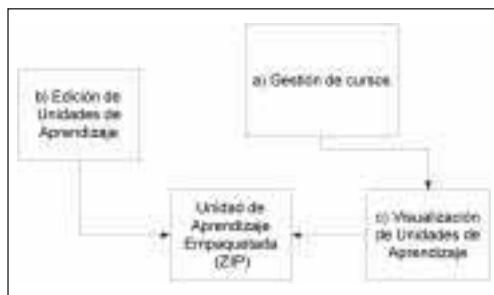 a) Gestión de cursos
b) Edición de
Unidades de
Aprendizaje
Unidad de
Aprendizaje
Empaquetada
(ZIP)
c) Visualización
de Unidades de
Aprendizaje